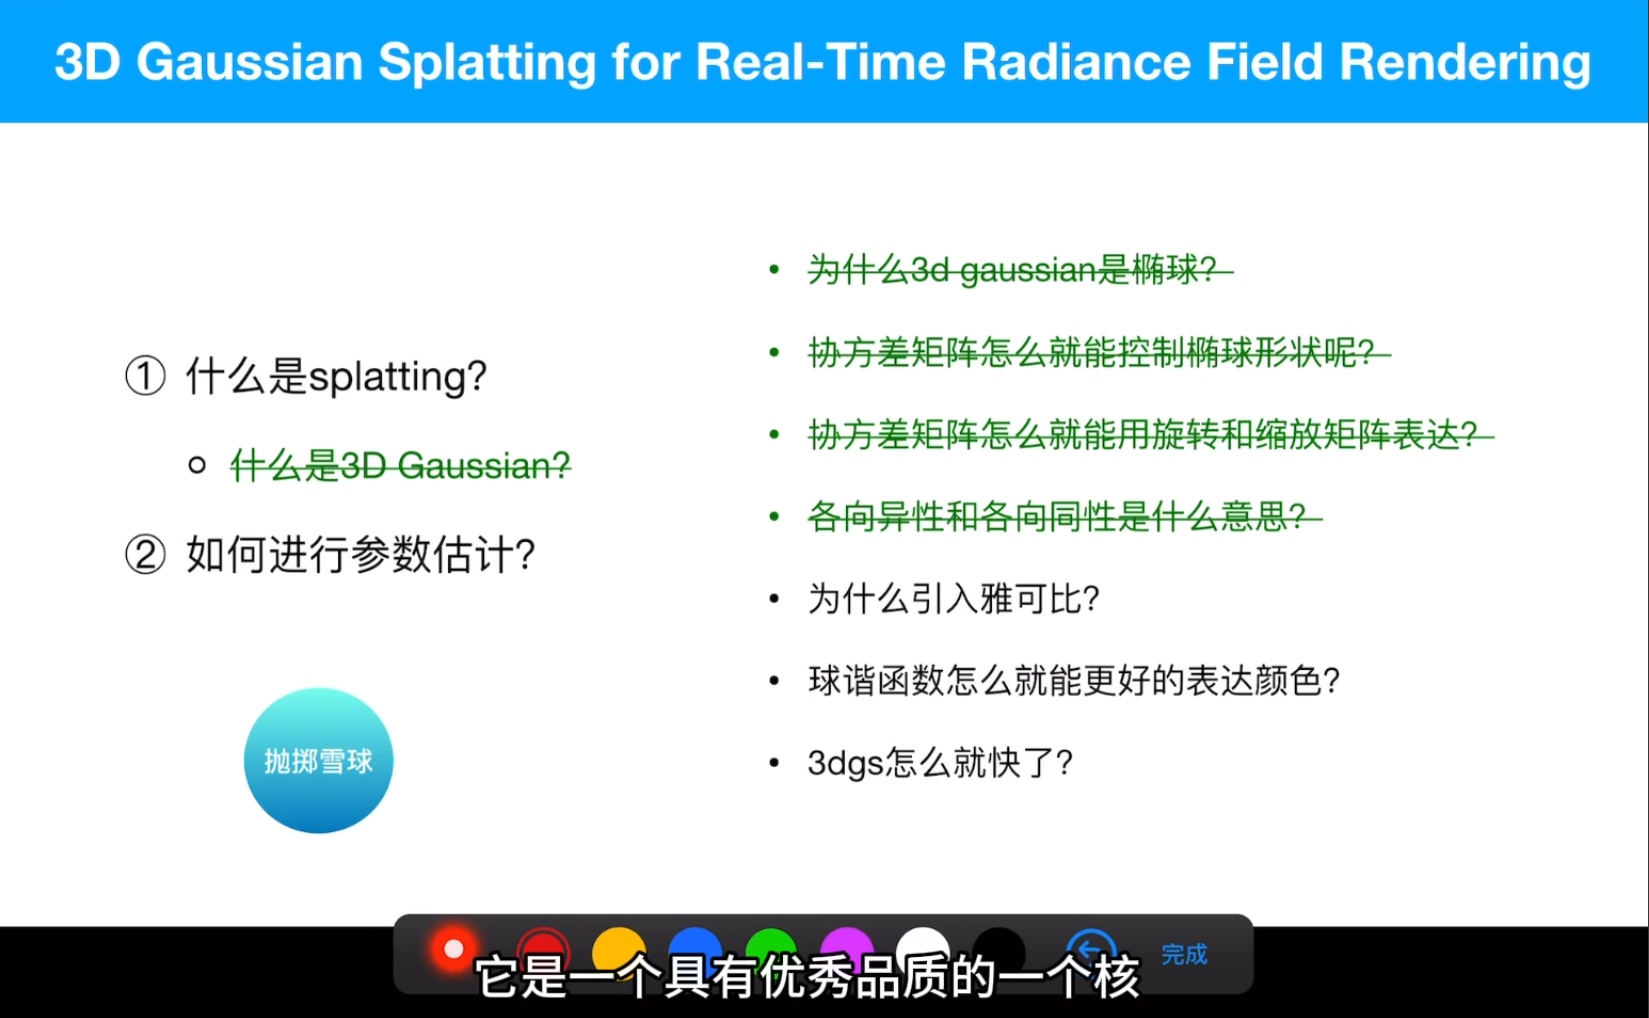 3D Gaussian Splatting for Real-Time Radiance Field Rendering
① 什么是splatting?
什么是3D Gaussian?
② 如何进行参数估计?
抛掷雪球
为什么3d gaussian是椭球?
协方差矩阵怎么就能控制椭球形状呢?
协方差矩阵怎么就能用旋转和缩放矩阵表达?
各向异性和各向同性是什么意思?
为什么引入雅可比?
球谐函数怎么就能更好的表达颜色?
3dgs怎么就快了?
完成
它是一个具有优秀品质的一个核